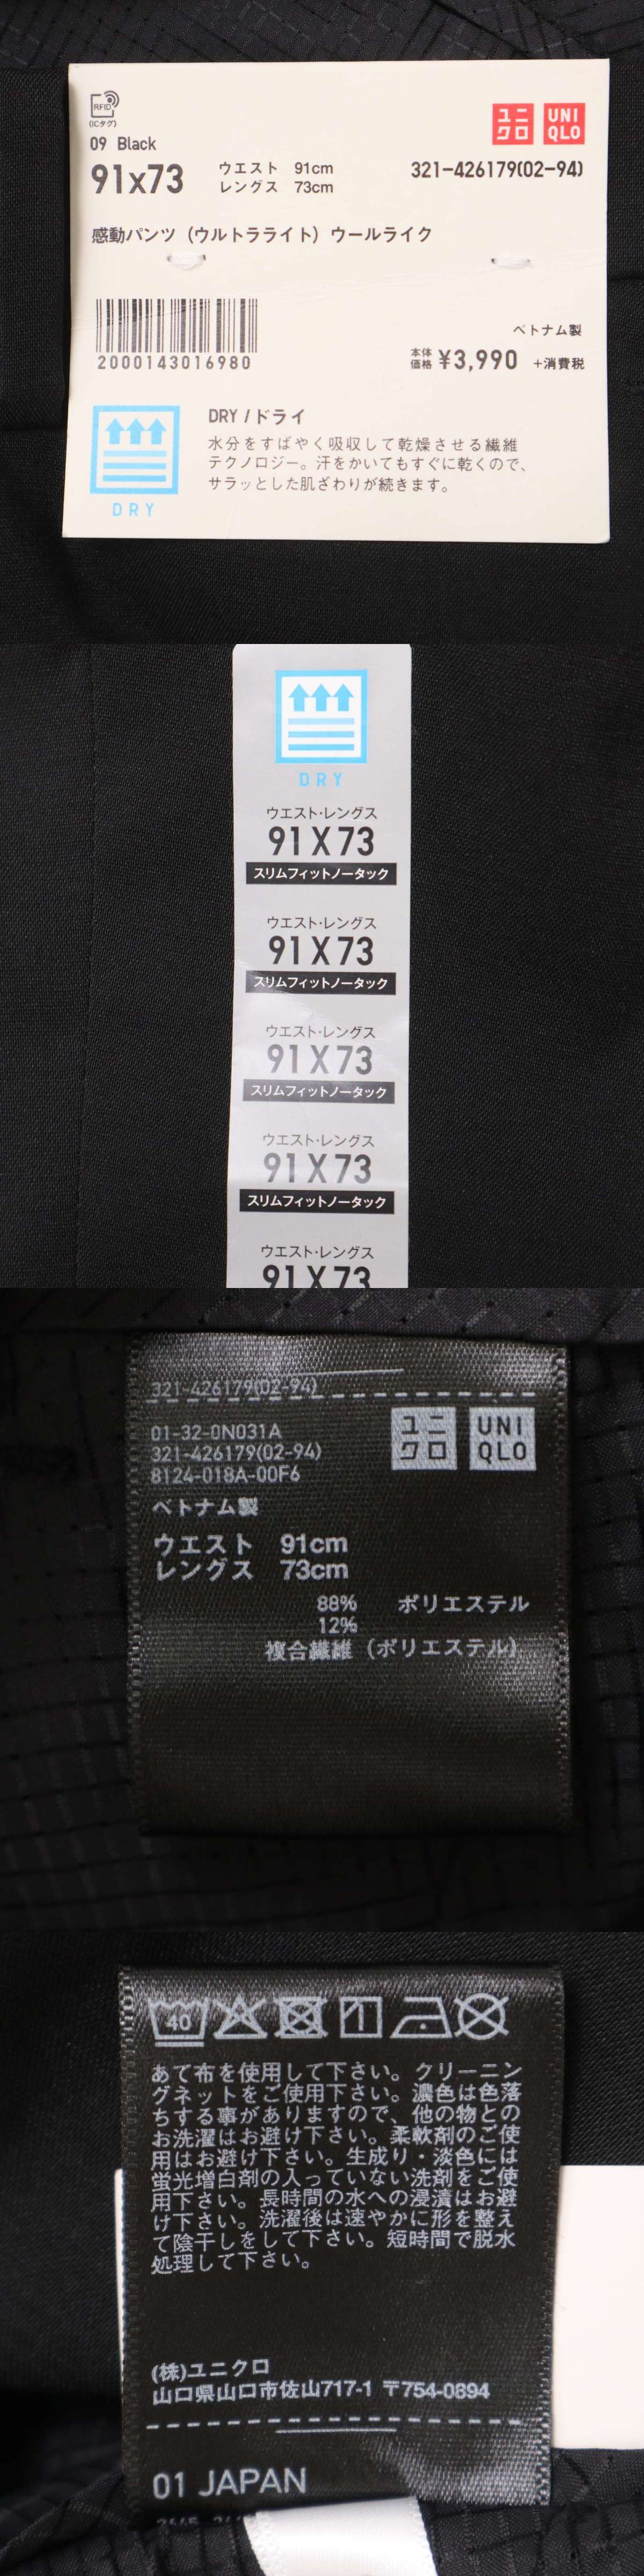 RFID
(ICタグ)
ユニ
クロ
UNI
QLO
09 Black
91x73
ウエスト 91cm
レングス 73cm
321-426179(02-94)
感動パンツ（ウルトラライト）ウールライク
2000143016980
ベトナム製
本体
価格 ¥3,990 +消費税
DRY
DRY / ドライ
水分をすばやく吸収して乾燥させる繊維
テクノロジー。汗をかいてもすぐに乾くので、
サラッとした肌ざわりが続きます。
DRY
ウエスト・レングス
91X73
スリムフィットノータック
ウエスト・レングス
91X73
スリムフィットノータック
ウエスト・レングス
91X73
スリムフィットノータック
ウエスト・レングス
91X73
スリムフィットノータック
ウエスト・レングス
91X73
321-426179(02-94)
01-32-0N031A
321-426179(02-94)
8124-018A-00F6
ユニ
クロ
UNI
QLO
ベトナム製
ウエスト 91cm
レングス 73cm
88% ポリエステル
12%
複合繊維（ポリエステル）
40
あて布を使用して下さい。クリーニン
グネットをご使用下さい。濃色は色落
ちする事がありますので、他の物との
お洗濯はお避け下さい。柔軟剤のご使
用はお避け下さい。生成り・淡色には
蛍光増白剤の入っていない洗剤をご使
用下さい。長時間の水への浸漬はお避
け下さい。洗濯後は速やかに形を整え
て陰干しをして下さい。短時間で脱水
処理して下さい。
(株)ユニクロ
山口県山口市佐山717-1 〒754-0894
01 JAPAN